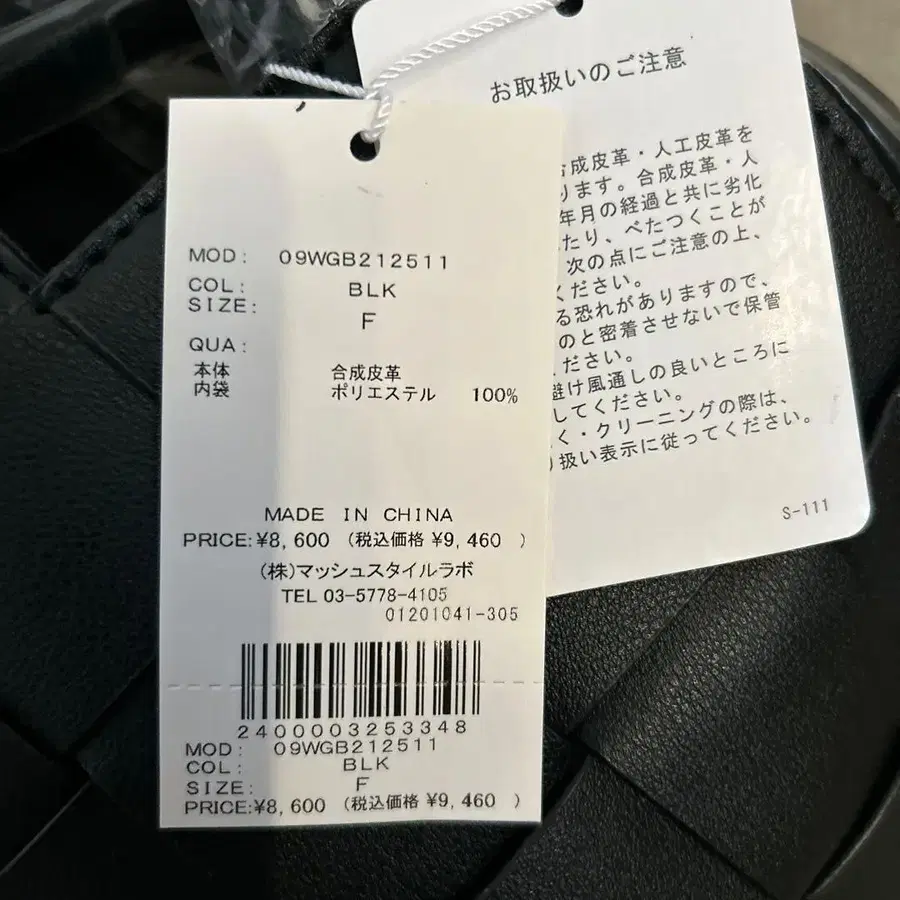 MOD: 09WGB212511
COL: BLK
SIZE: F
QUA:
本体 合成皮革
内袋 ポリエステル 100%
MADE IN CHINA
PRICE:¥8,600 (税込価格 ¥9,460 )
(株)マッシュスタイルラボ
TEL 03-5778-4105
01201041-305
2400003253348
MOD: 09WGB212511
COL: BLK
SIZE: F
PRICE:¥8,600 (税込価格 ¥9,460 )
お取扱いのご注意
合成皮革・人工皮革を
ります。合成皮革・人
年月の経過と共に劣化
たり、べたつくことが
次の点にご注意の上、
ください。
る恐れがありますので、
のと密着させないで保管
ください。
避け風通しの良いところに
してください。
く・クリーニングの際は、
り扱い表示に従ってください。
S-111